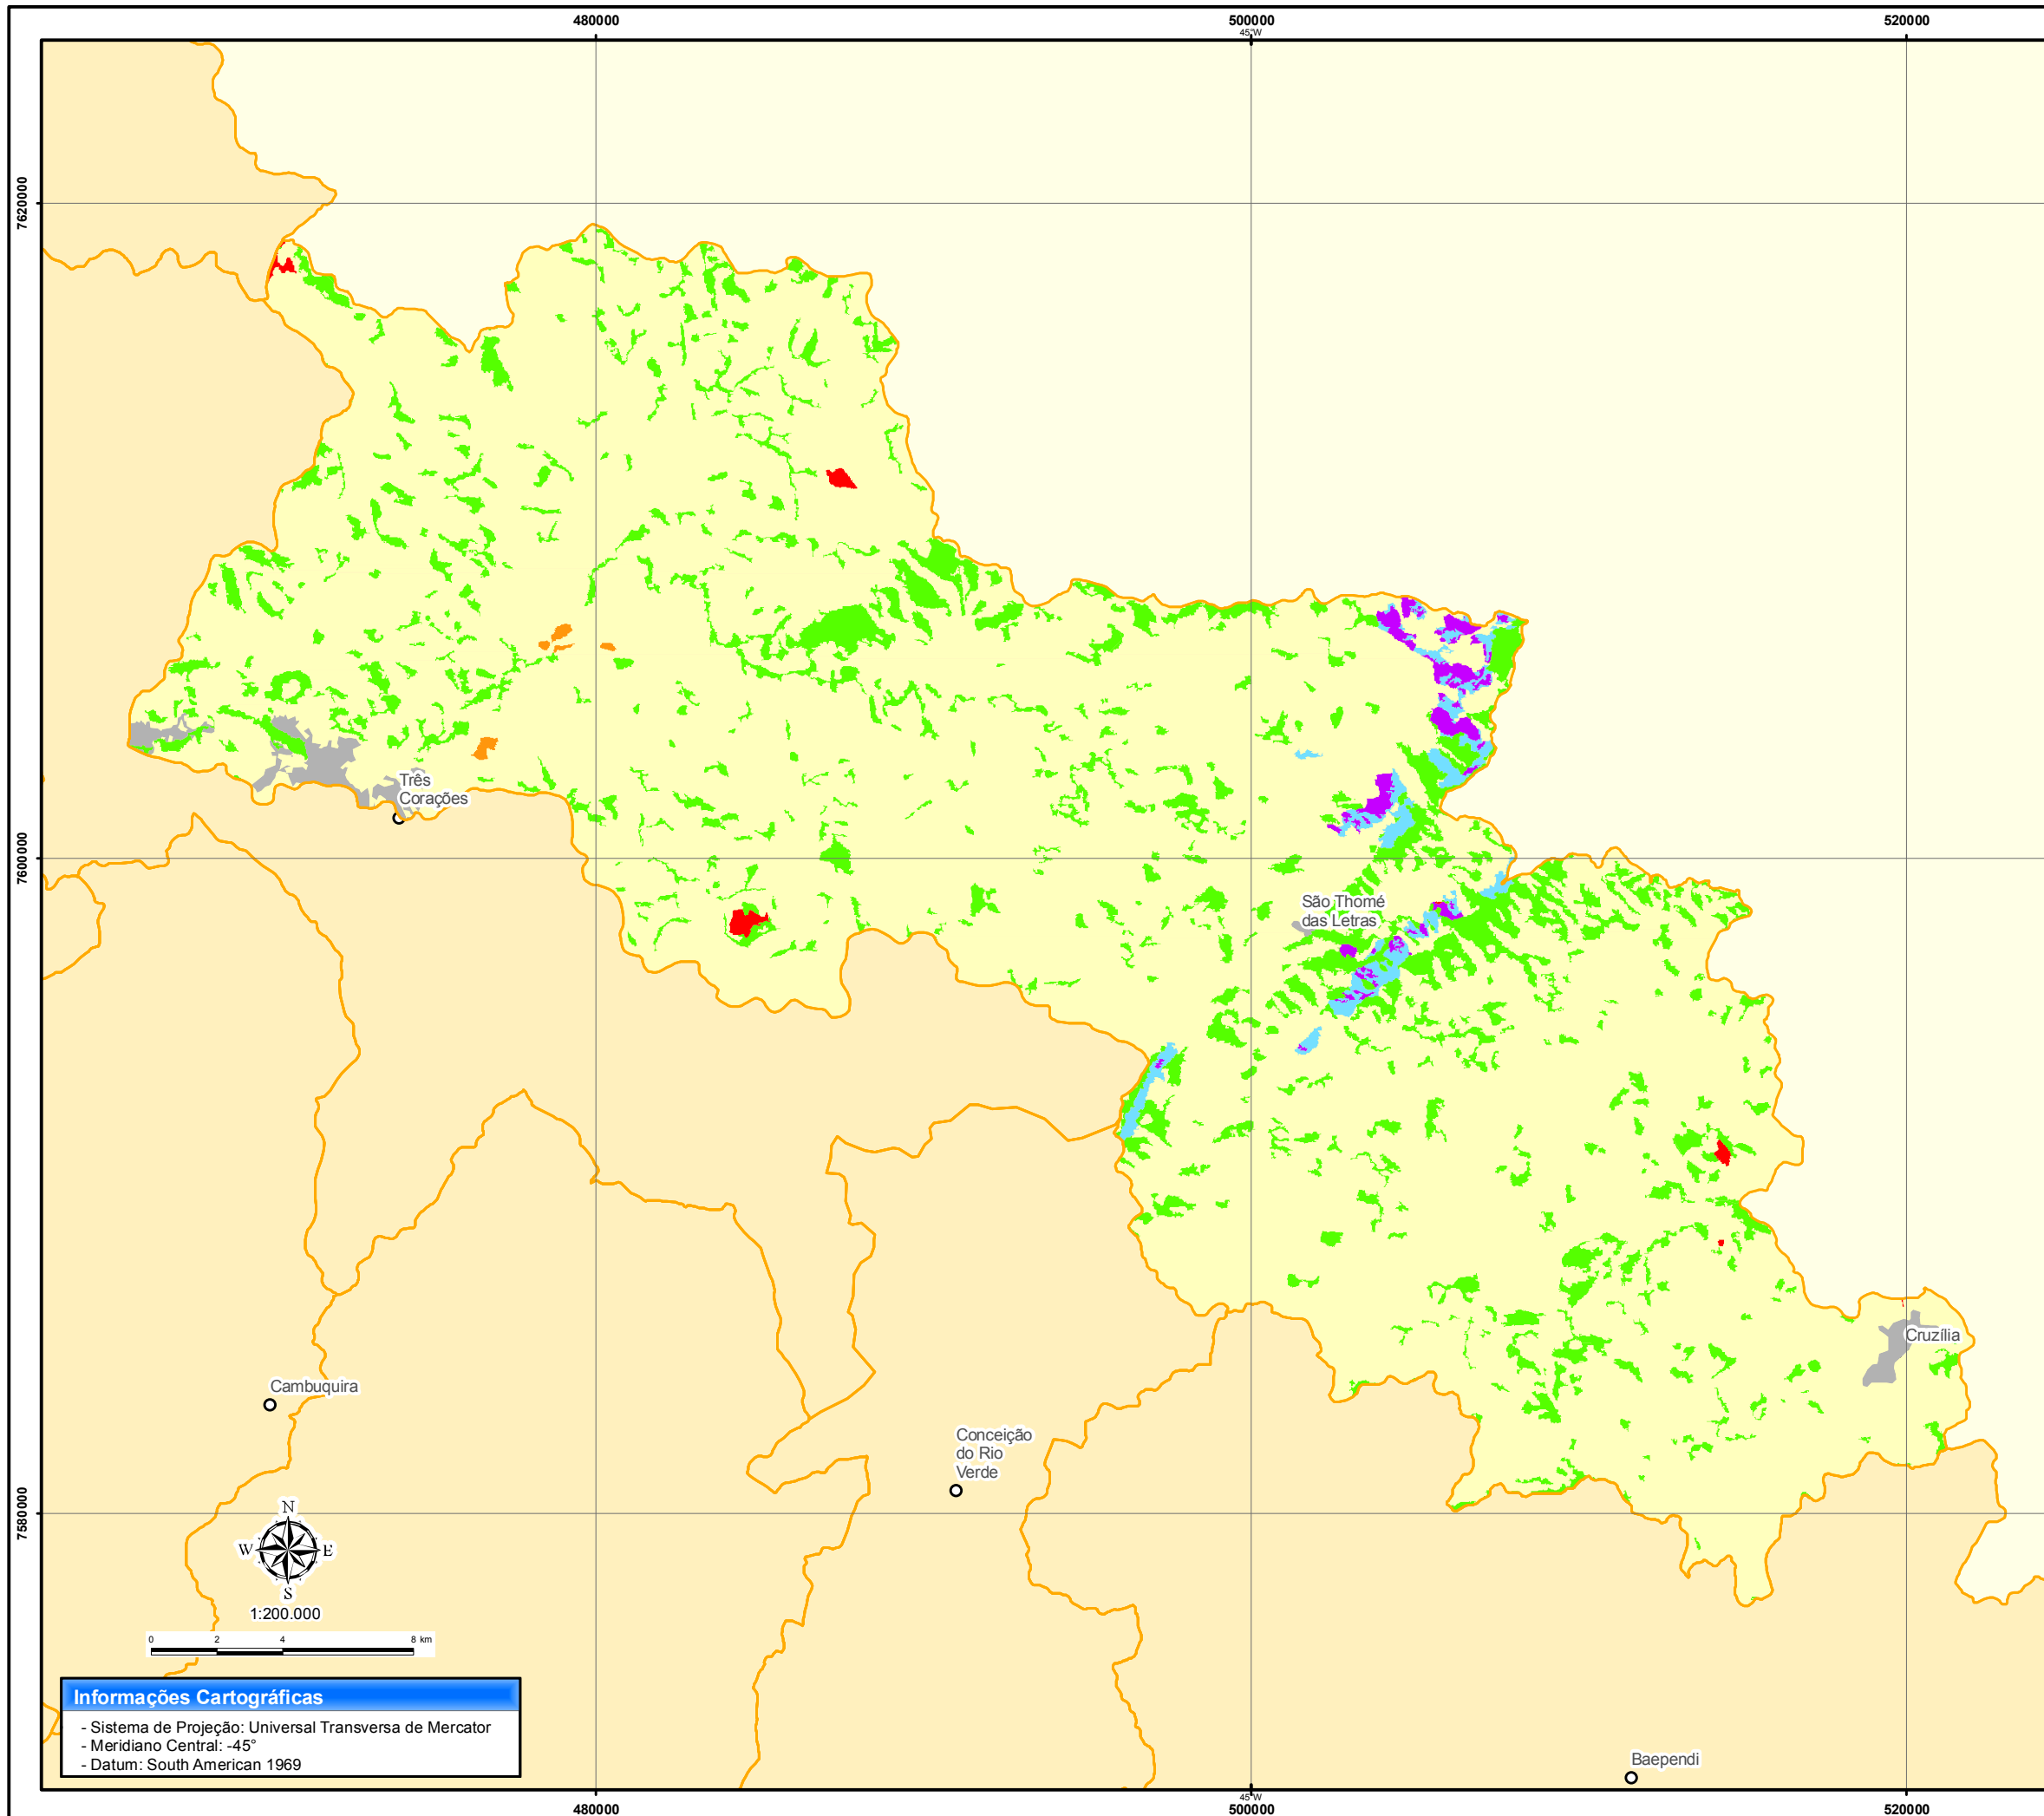 480000
500000
520000
45°W
7620000
Três
Corações
7600000
São Thomé
das Letras
Cruzília
Cambuquira
Conceição
do Rio
Verde
7580000
N
W
E
S
1:200.000
0 2 4 8 km
Informações Cartográficas
- Sistema de Projeção: Universal Transversa de Mercator
- Meridiano Central: -45°
- Datum: South American 1969
Baependi
45°W
480000
500000
520000